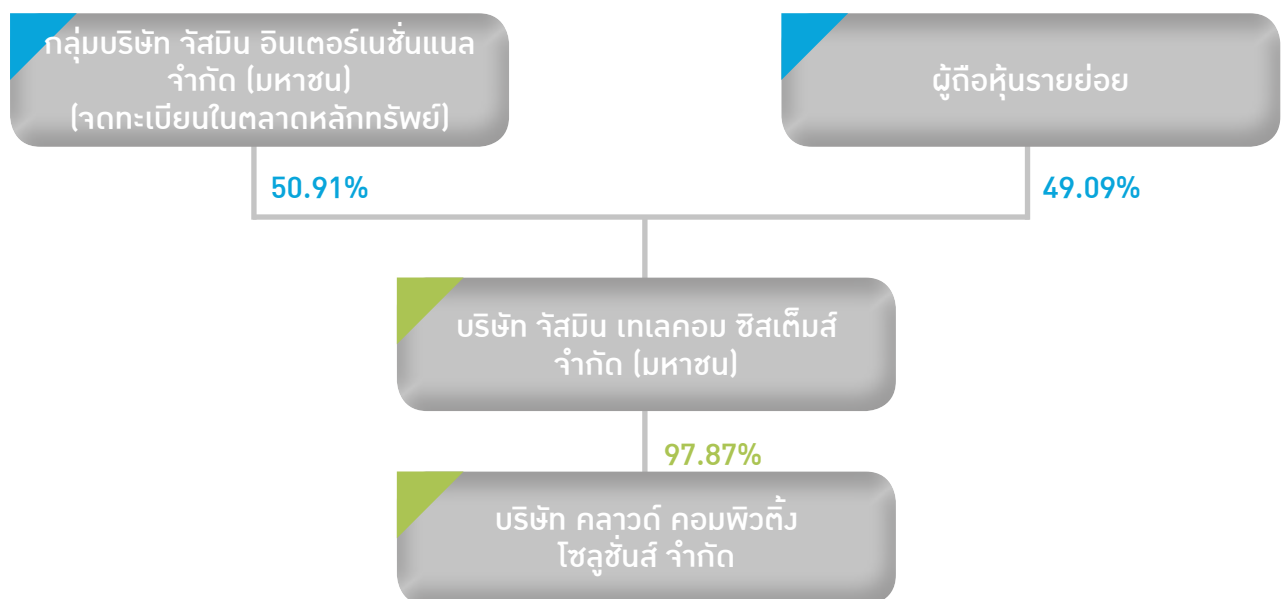 กลุ่มบริษัท จัสมิน อินเตอร์เนชั่นแนล
จำกัด (มหาชน)
(จดทะเบียนในตลาดหลักทรัพย์)
ผู้ถือหุ้นรายย่อย
50.91%
49.09%
บริษัท จัสมิน เทเลคอม ซิสเต็มส์
จำกัด (มหาชน)
97.87%
บริษัท คลาวด์ คอมพิวติ้ง
โซลูชั่นส์ จำกัด